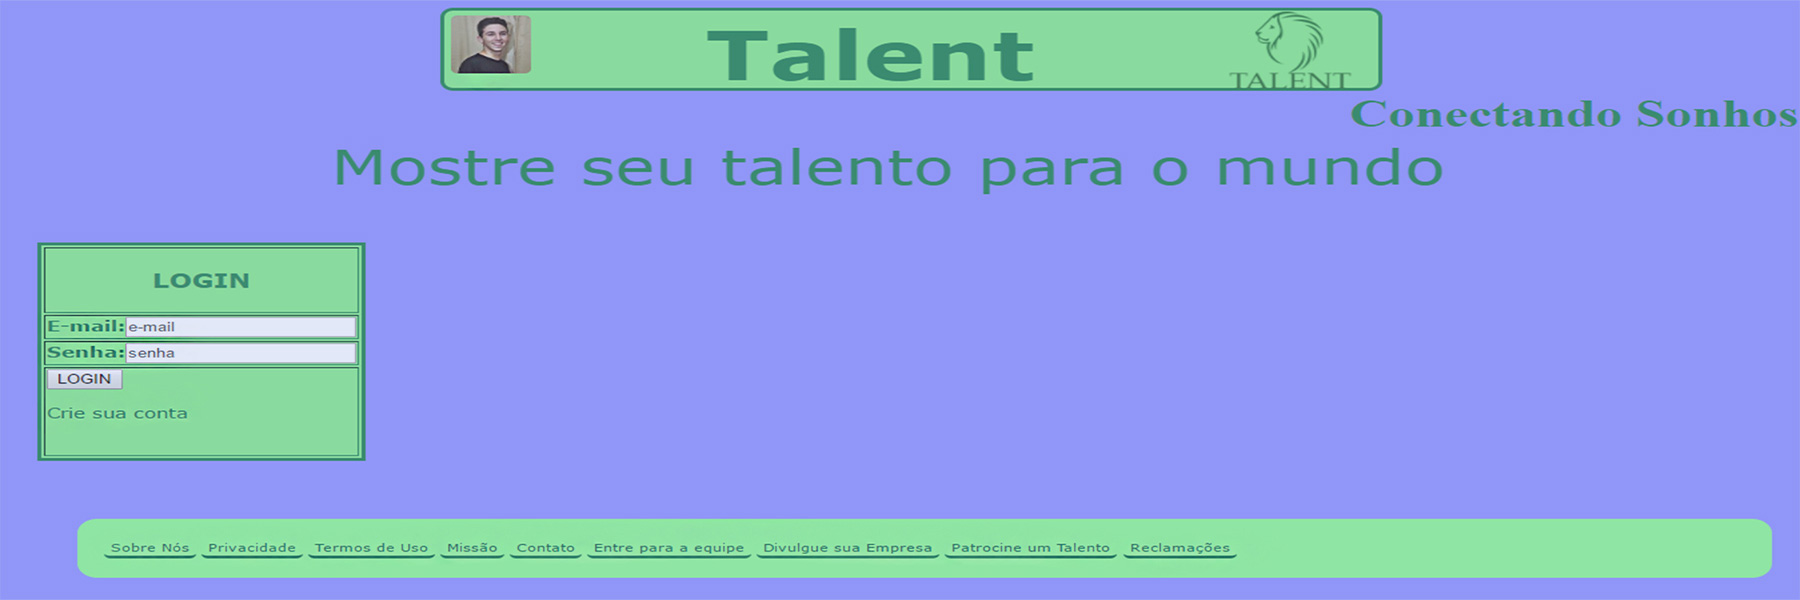 Talent
TALENT
Conectando Sonhos
Mostre seu talento para o mundo
LOGIN
E-mail: e-mail
Senha: senha
LOGIN
Crie sua conta
Sobre Nós Privacidade Termos de Uso Missão Contato Entre para a equipe Divulgue sua Empresa Patrocine um Talento Reclamações